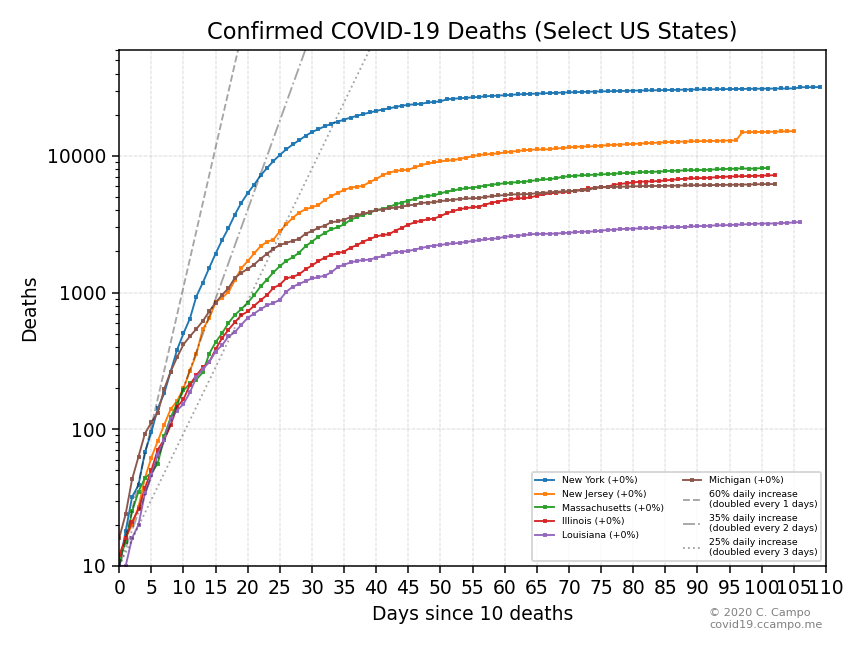 Confirmed COVID-19 Deaths (Select US States)
Deaths
10000
1000
100
10
0 5 10 15 20 25 30 35 40 45 50 55 60 65 70 75 80 85 90 95 100 105 110
Days since 10 deaths
New York (+0%)
New Jersey (+0%)
Massachusetts (+0%)
Illinois (+0%)
Louisiana (+0%)
Michigan (+0%)
60% daily increase
(doubled every 1 days)
35% daily increase
(doubled every 2 days)
25% daily increase
(doubled every 3 days)
© 2020 C. Campo
covid19.ccampo.me